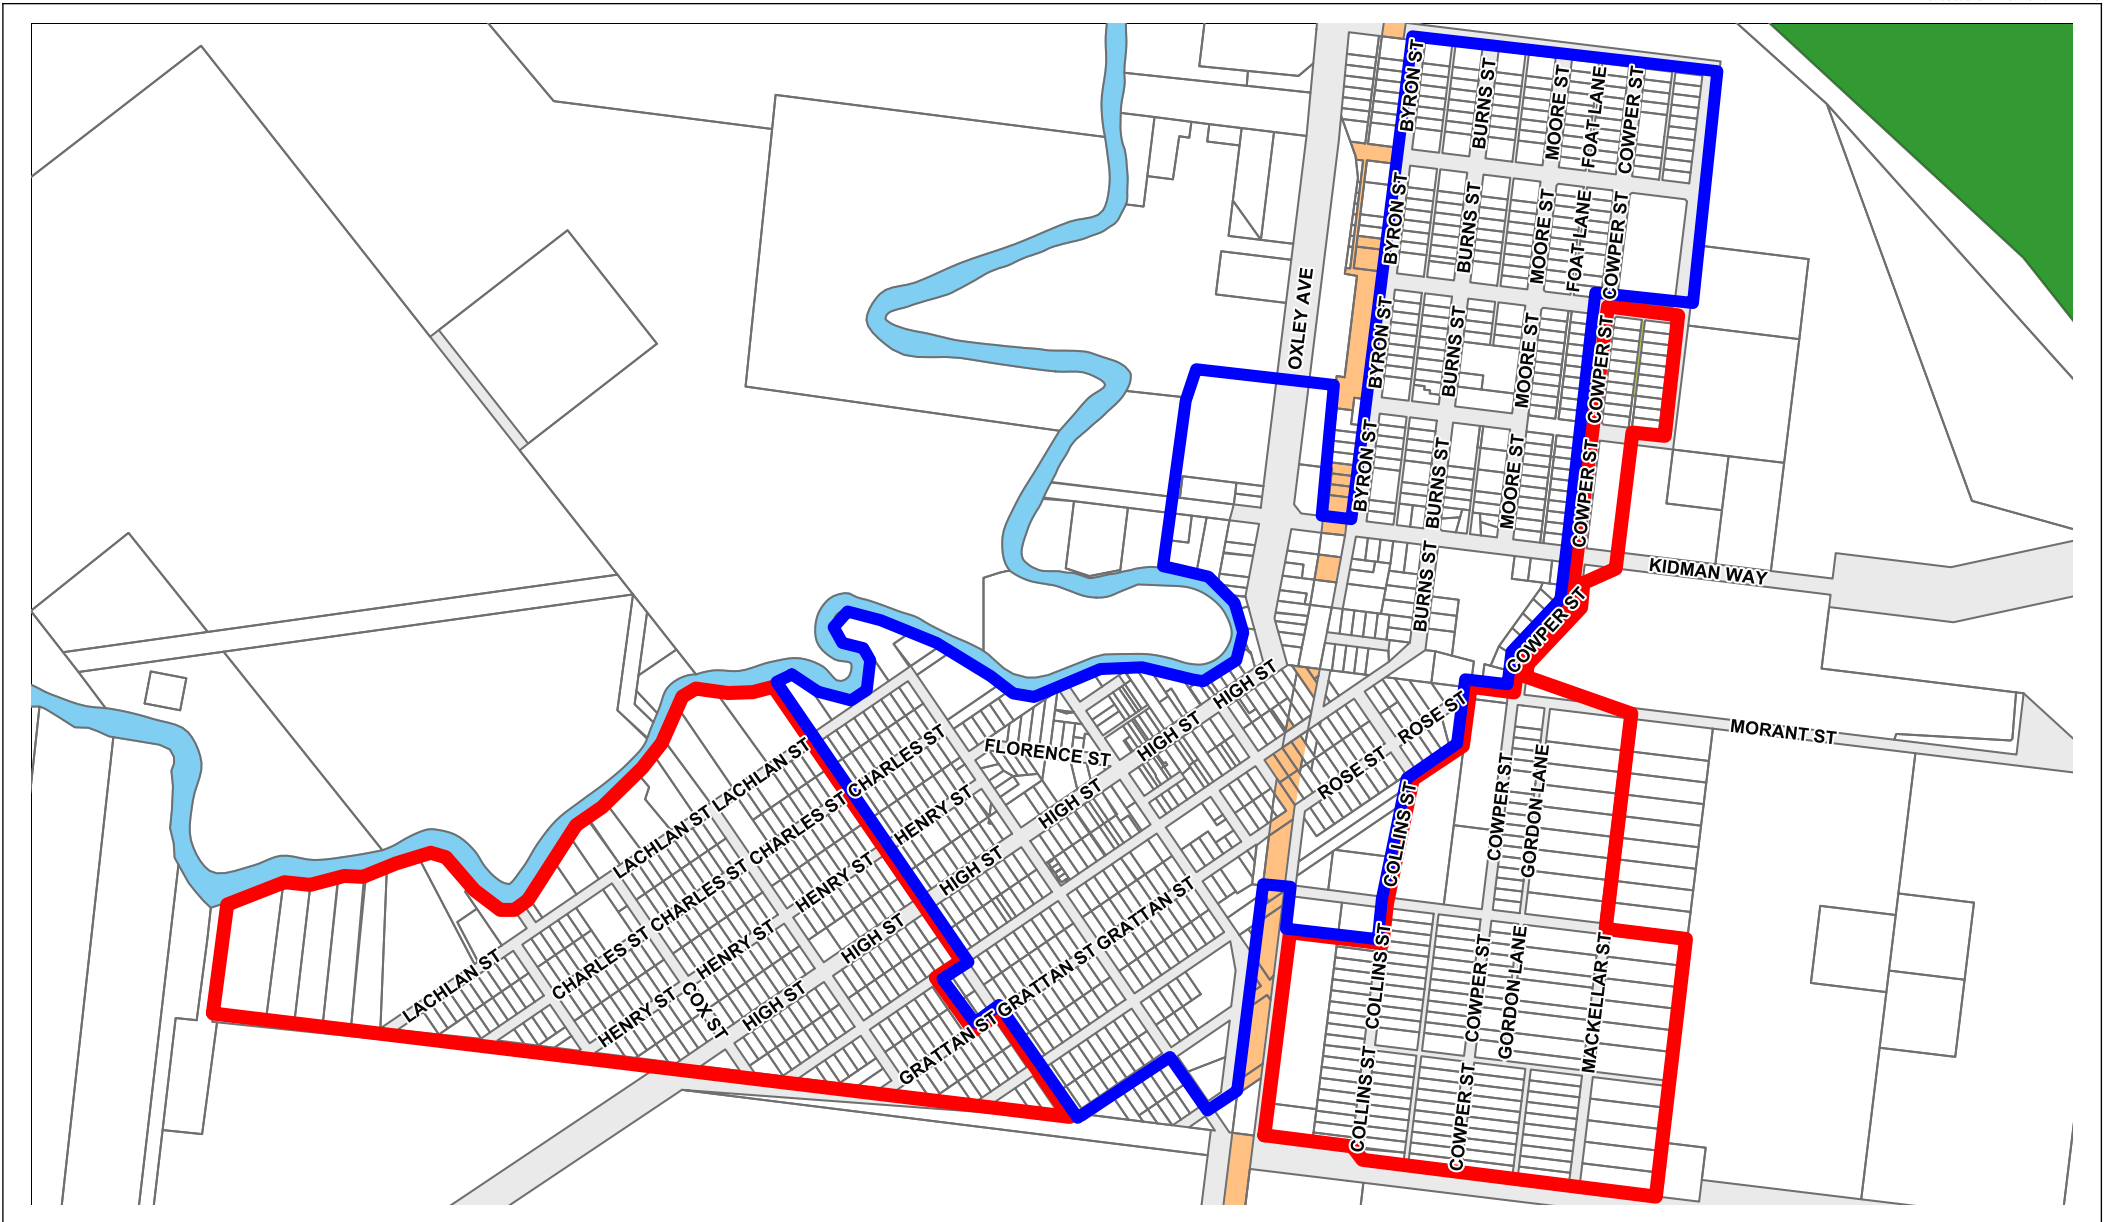 BYRON ST
BURNS ST
MOORE ST
FOAT LANE
COWPER ST
BYRON ST
BURNS ST
MOORE ST
FOAT LANE
COWPER ST
OXLEY AVE
BYRON ST
BURNS ST
MOORE ST
COWPER ST
BYRON ST
BURNS ST
MOORE ST
COWPER ST
KIDMAN WAY
BURNS ST
COWPER ST
HIGH ST
HIGH ST
ROSE ST
MORANT ST
FLORENCE ST
LACHLAN ST
CHARLES ST
ROSE ST
COWPER ST
GORDON LANE
LACHLAN ST
CHARLES ST
HENRY ST
HIGH ST
COLLINS ST
CHARLES ST
HENRY ST
HIGH ST
CHARLES ST
HENRY ST
HIGH ST
GRATTAN ST
LACHLAN ST
COX ST
HENRY ST
HIGH ST
GRATTAN ST
GRATTAN ST
COLLINS ST
COWPER ST
GORDON LANE
MACKELLAR ST
COLLINS ST
COWPER ST